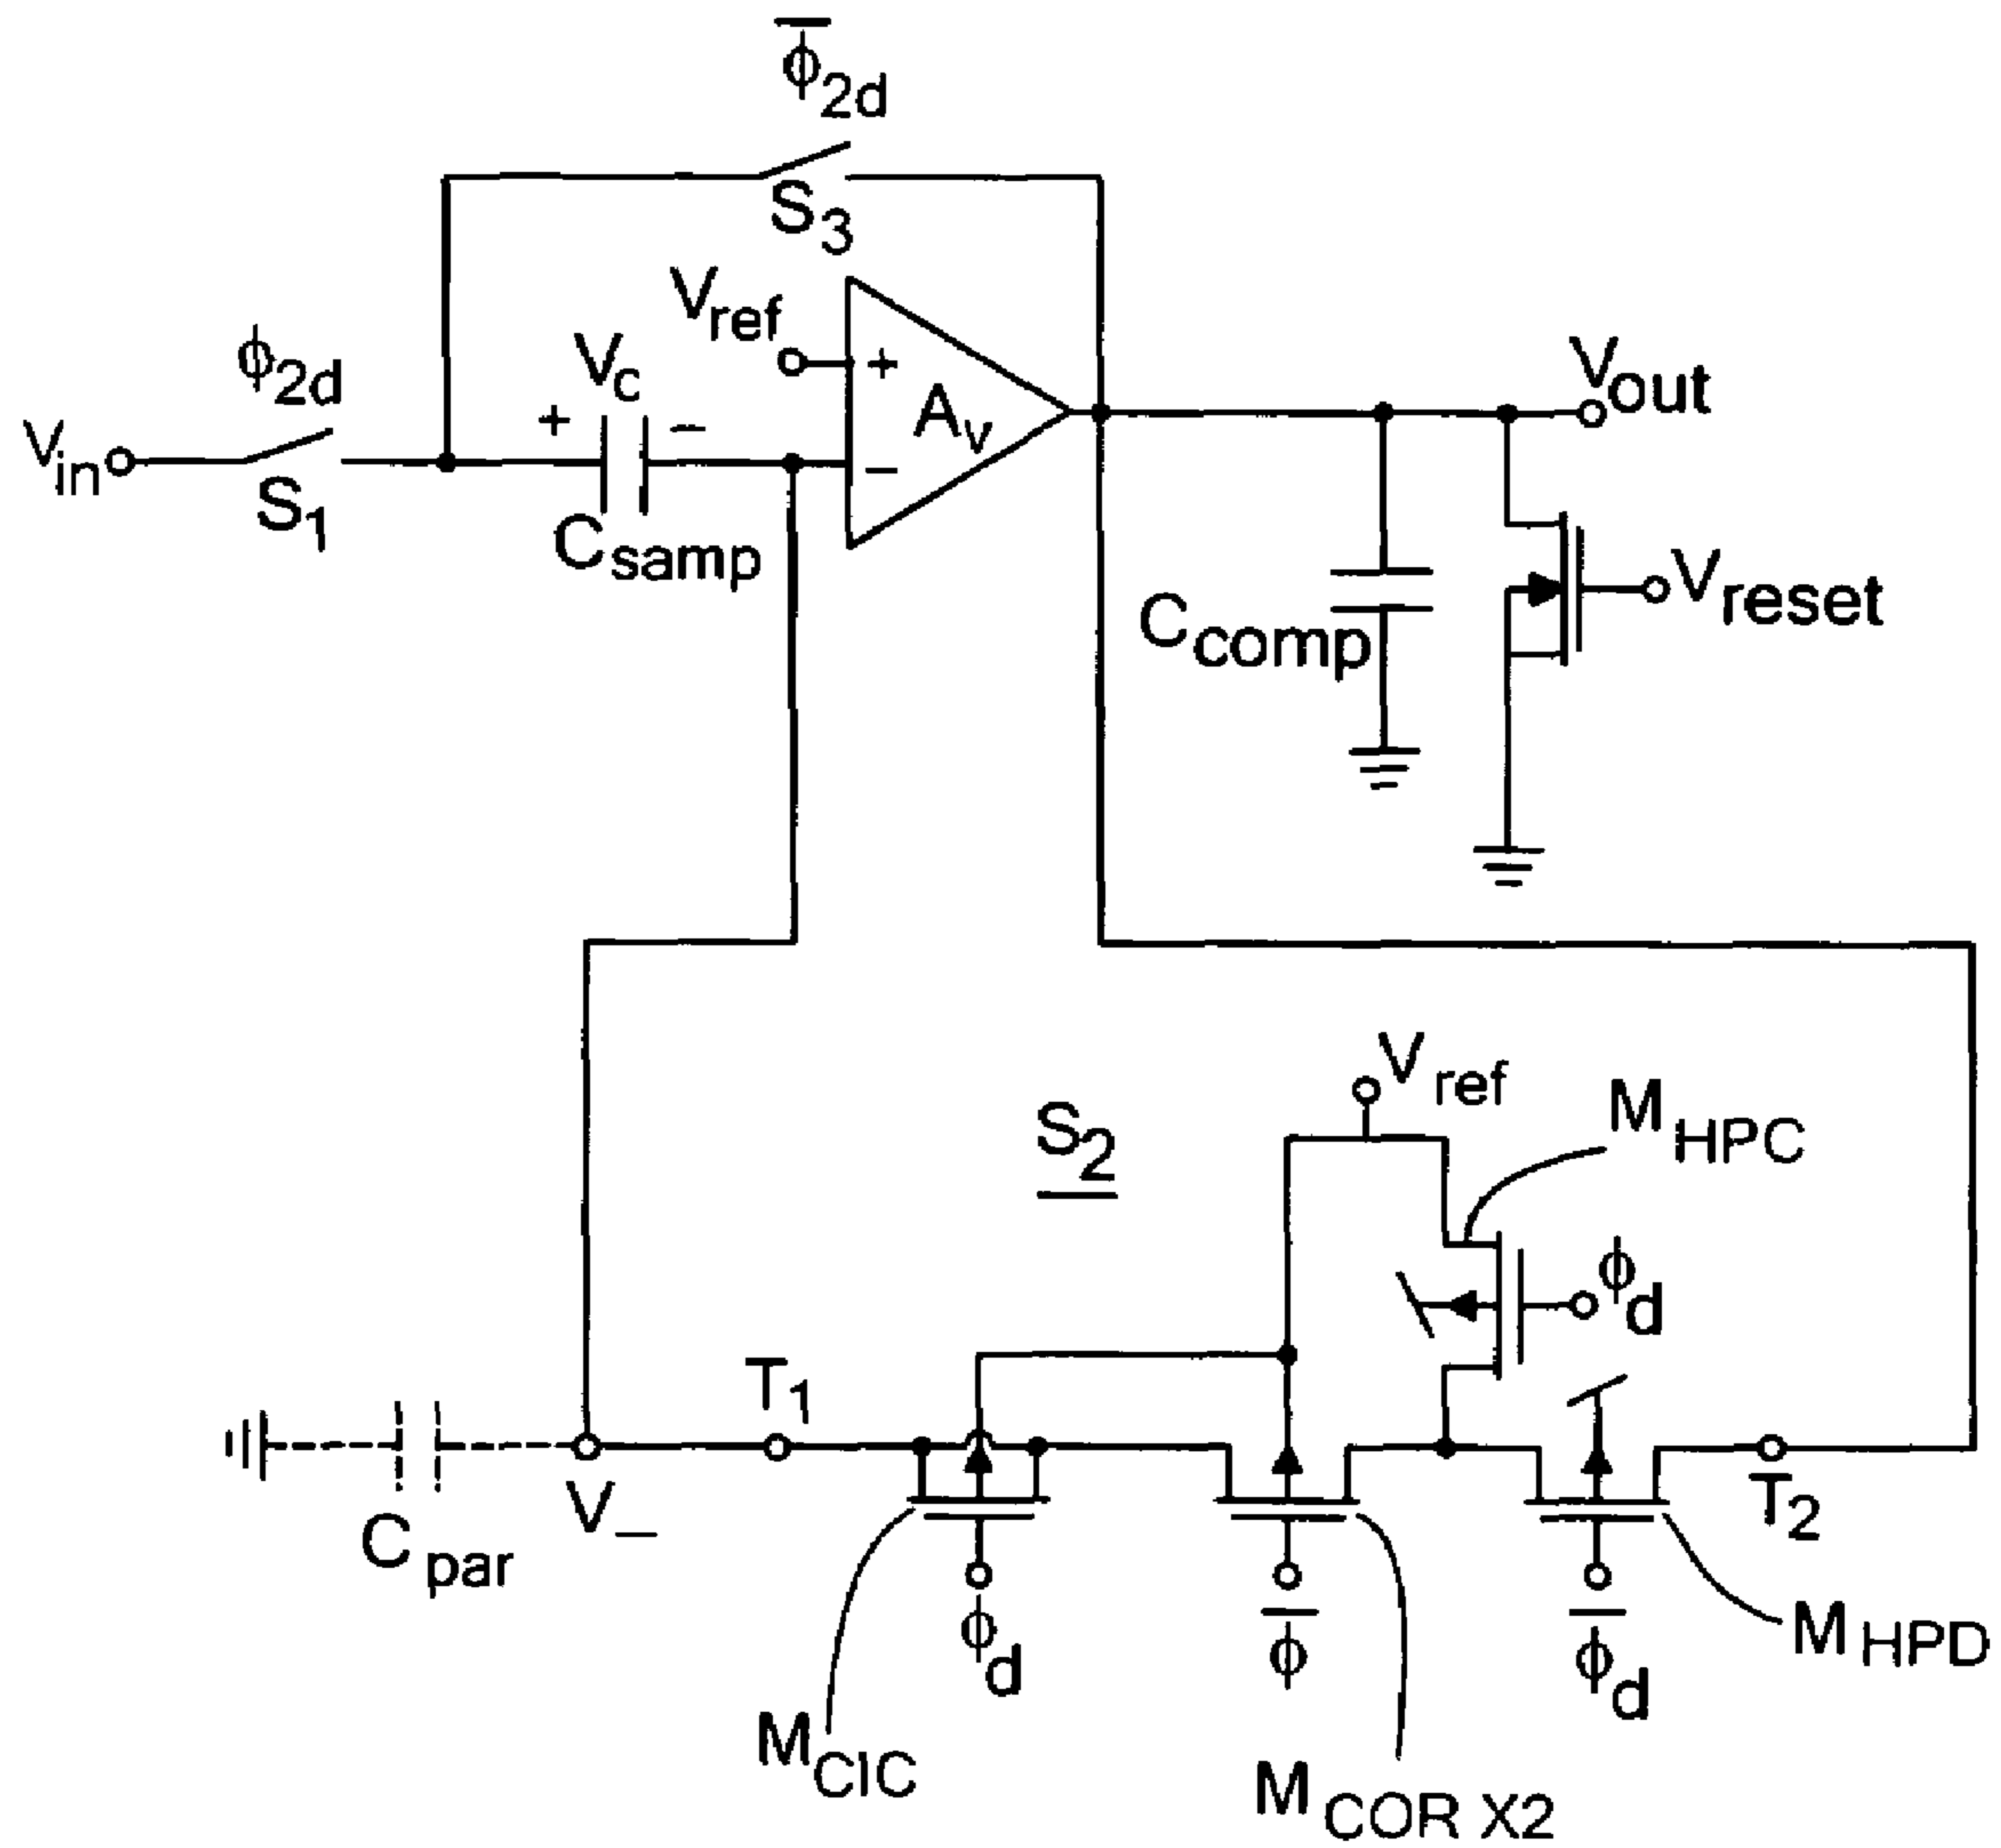 ϕ̅2d
S3
Vref
ϕ2d
Vc
+
−
+
Vin
S1
Csamp
Av
−
Vout
Ccomp
Vreset
S2
Vref
MHPC
ϕd
T1
Cpar
V−
T2
ϕd
ϕ̅
ϕ̅d
MHPD
MCIC
MCOR X2